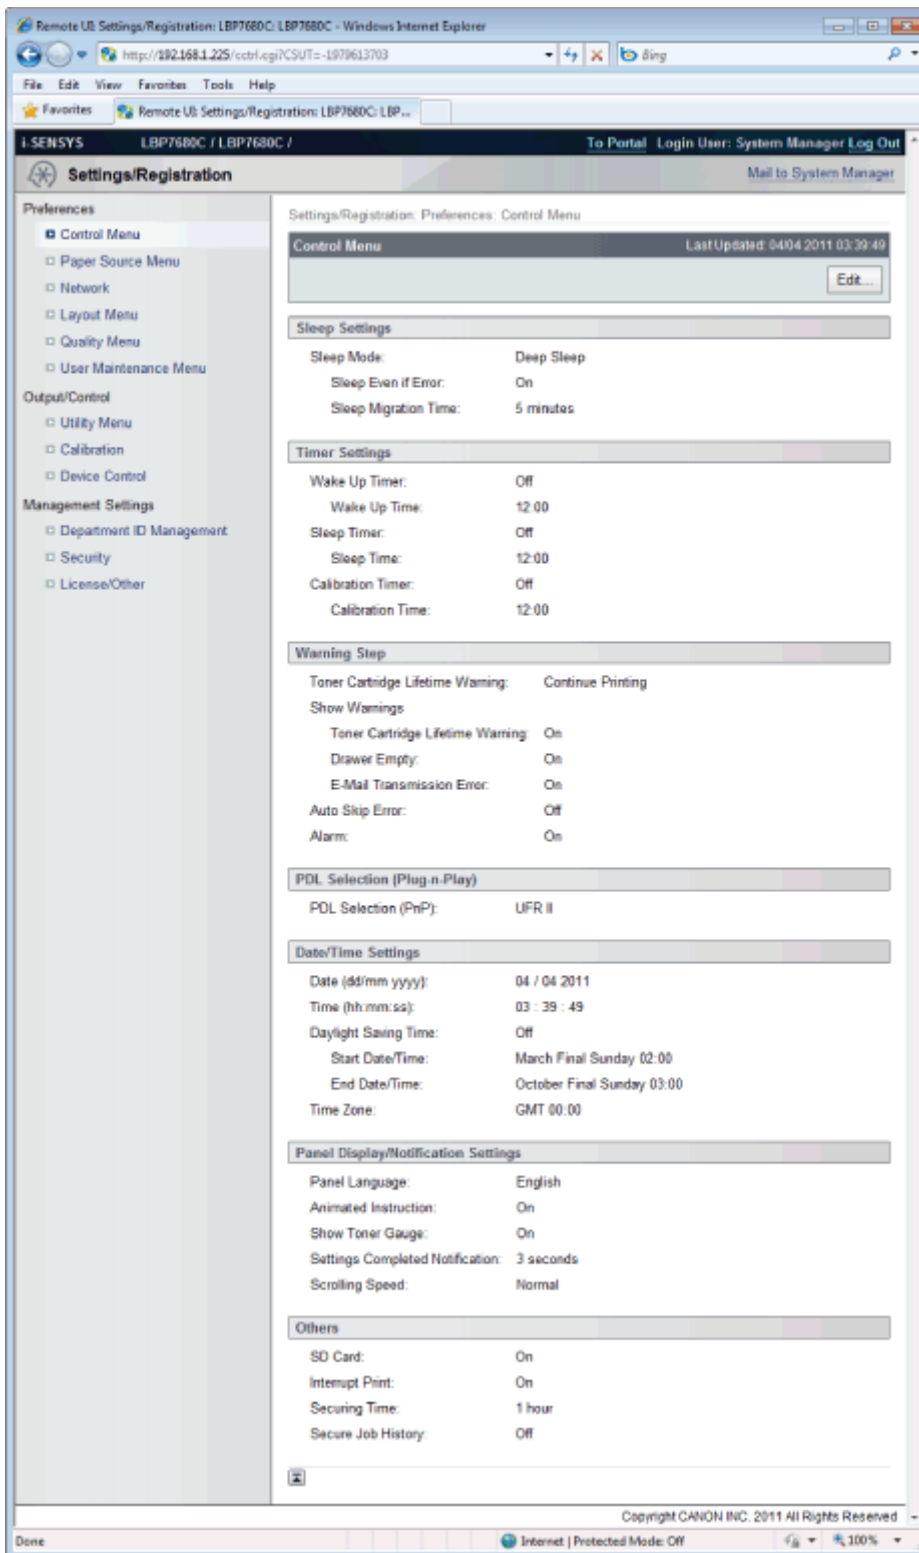 Remote UI: Settings/Registration: LBP7680C: LBP7680C - Windows Internet Explorer
http://192.168.1.225/cctrl.cgi?CSUT=-1979613703
Bing
File Edit View Favorites Tools Help
Favorites Remote UI: Settings/Registration: LBP7680C: LBP...
i-SENSYS LBP7680C / LBP7680C / To Portal Login User: System Manager Log Out
Settings/Registration Mail to System Manager
Preferences
Control Menu
Paper Source Menu
Network
Layout Menu
Quality Menu
User Maintenance Menu
Output/Control
Utility Menu
Calibration
Device Control
Management Settings
Department ID Management
Security
License/Other
Settings/Registration: Preferences: Control Menu
Control Menu Last Updated: 04/04 2011 03:39:49
Edit...
Sleep Settings
Sleep Mode: Deep Sleep
Sleep Even if Error: On
Sleep Migration Time: 5 minutes
Timer Settings
Wake Up Timer: Off
Wake Up Time: 12:00
Sleep Timer: Off
Sleep Time: 12:00
Calibration Timer: Off
Calibration Time: 12:00
Warning Step
Toner Cartridge Lifetime Warning: Continue Printing
Show Warnings
Toner Cartridge Lifetime Warning: On
Drawer Empty: On
E-Mail Transmission Error: On
Auto Skip Error: Off
Alarm: On
PDL Selection (Plug-n-Play)
PDL Selection (PnP): UFR II
Date/Time Settings
Date (dd/mm yyyy): 04 / 04 2011
Time (hh:mm:ss): 03 : 39 : 49
Daylight Saving Time: Off
Start Date/Time: March Final Sunday 02:00
End Date/Time: October Final Sunday 03:00
Time Zone: GMT 00:00
Panel Display/Notification Settings
Panel Language: English
Animated Instruction: On
Show Toner Gauge: On
Settings Completed Notification: 3 seconds
Scrolling Speed: Normal
Others
SD Card: On
Interrupt Print: On
Securing Time: 1 hour
Secure Job History: Off
Copyright CANON INC. 2011 All Rights Reserved
Done Internet | Protected Mode: Off 100%